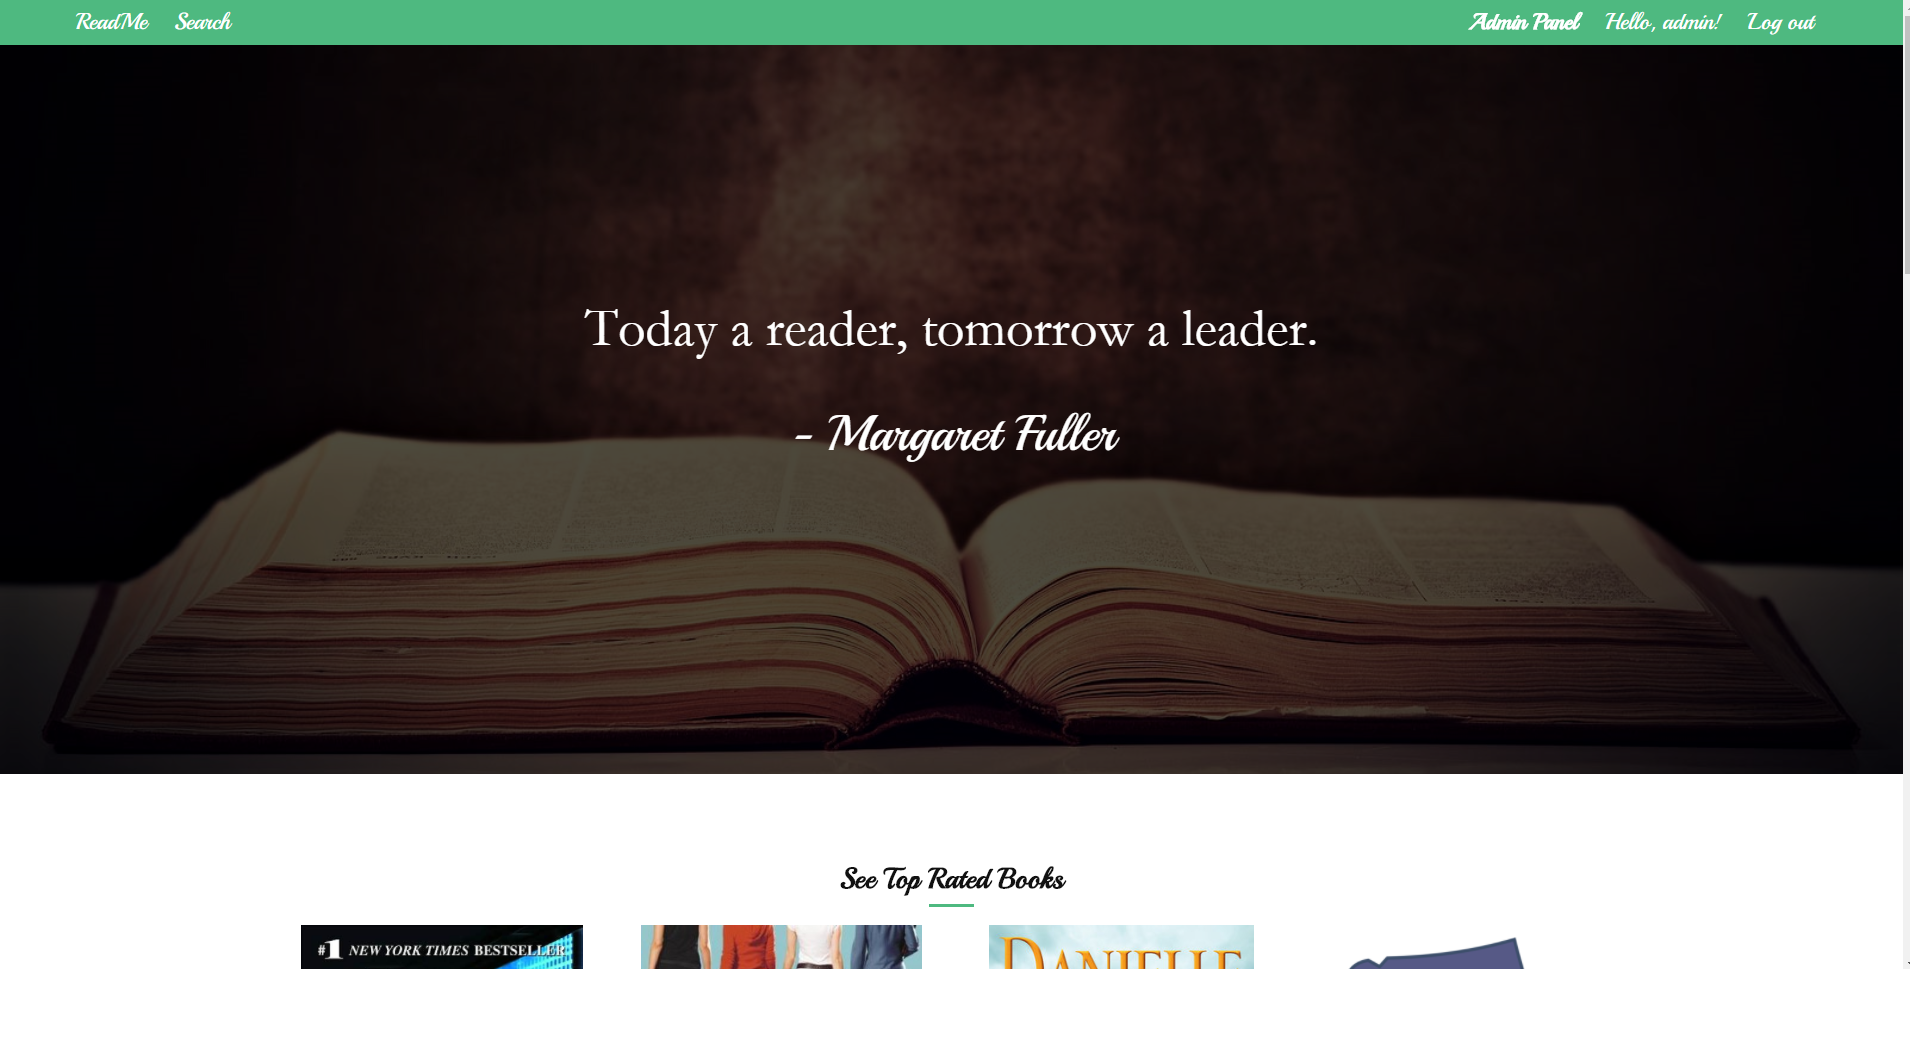 ReadMe Search Admin Panel Hello, admin! Log out
Today a reader, tomorrow a leader.
- Margaret Fuller
See Top Rated Books
#1 NEW YORK TIMES BESTSELLER
DANIELLE